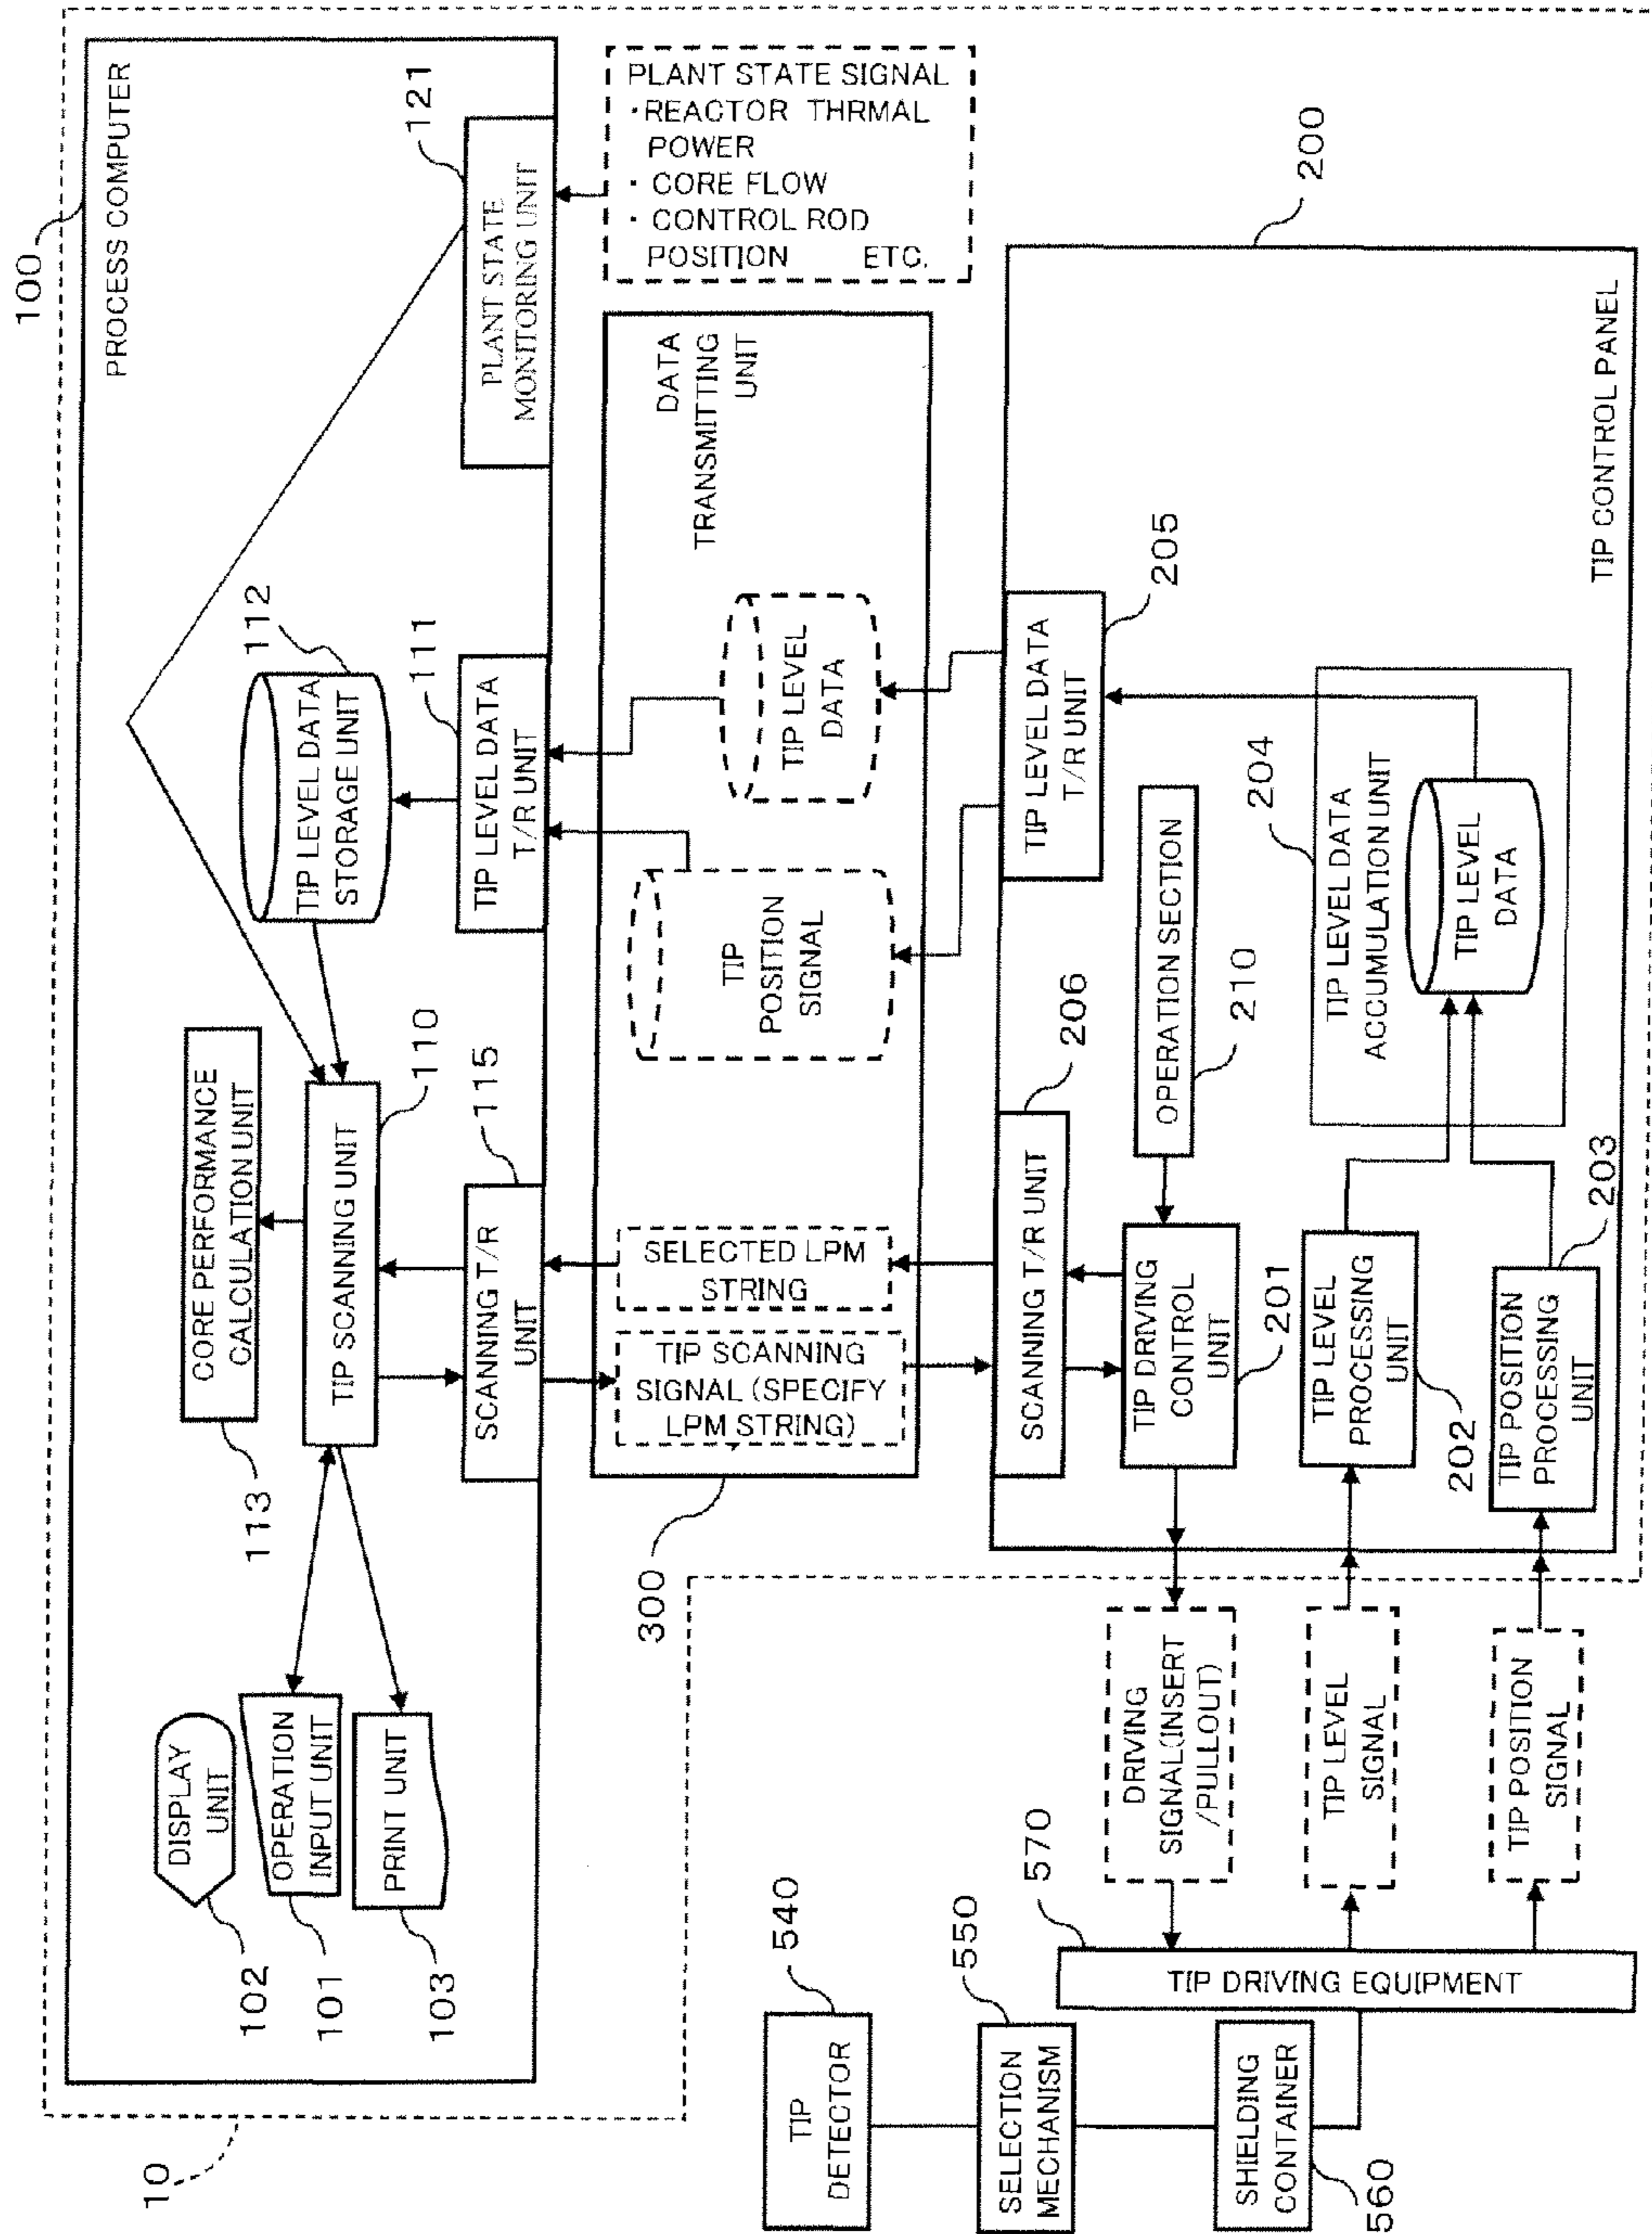 100
PROCESS COMPUTER
10
DISPLAY
UNIT
102
OPERATION
INPUT UNIT
101
PRINT UNIT
103
CORE PERFORMANCE
CALCULATION UNIT
113
TIP SCANNING UNIT
110
SCANNING T/R
UNIT
115
TIP LEVEL DATA
STORAGE UNIT
112
TIP LEVEL DATA
T/R UNIT
111
PLANT STATE
MONITORING UNIT
121
PLANT STATE SIGNAL
・REACTOR THRMAL
POWER
・CORE FLOW
・CONTROL ROD
POSITION ETC.
300
TIP SCANNING
SIGNAL (SPECIFY
LPM STRING)
SELECTED LPM
STRING
TIP
POSITION
SIGNAL
TIP LEVEL
DATA
DATA
TRANSMITTING
UNIT
200
SCANNING T/R UNIT
206
TIP LEVEL DATA
T/R UNIT
205
TIP DRIVING
CONTROL
UNIT
201
OPERATION SECTION
210
TIP LEVEL
PROCESSING
UNIT
202
TIP POSITION
PROCESSING
UNIT
203
204
TIP LEVEL DATA
ACCUMULATION UNIT
TIP LEVEL
DATA
TIP CONTROL PANEL
DRIVING
SIGNAL(INSERT
/PULLOUT)
TIP LEVEL
SIGNAL
TIP POSITION
SIGNAL
TIP
DETECTOR
540
SELECTION
MECHANISM
550
SHIELDING
CONTAINER
560
570
TIP DRIVING EQUIPMENT